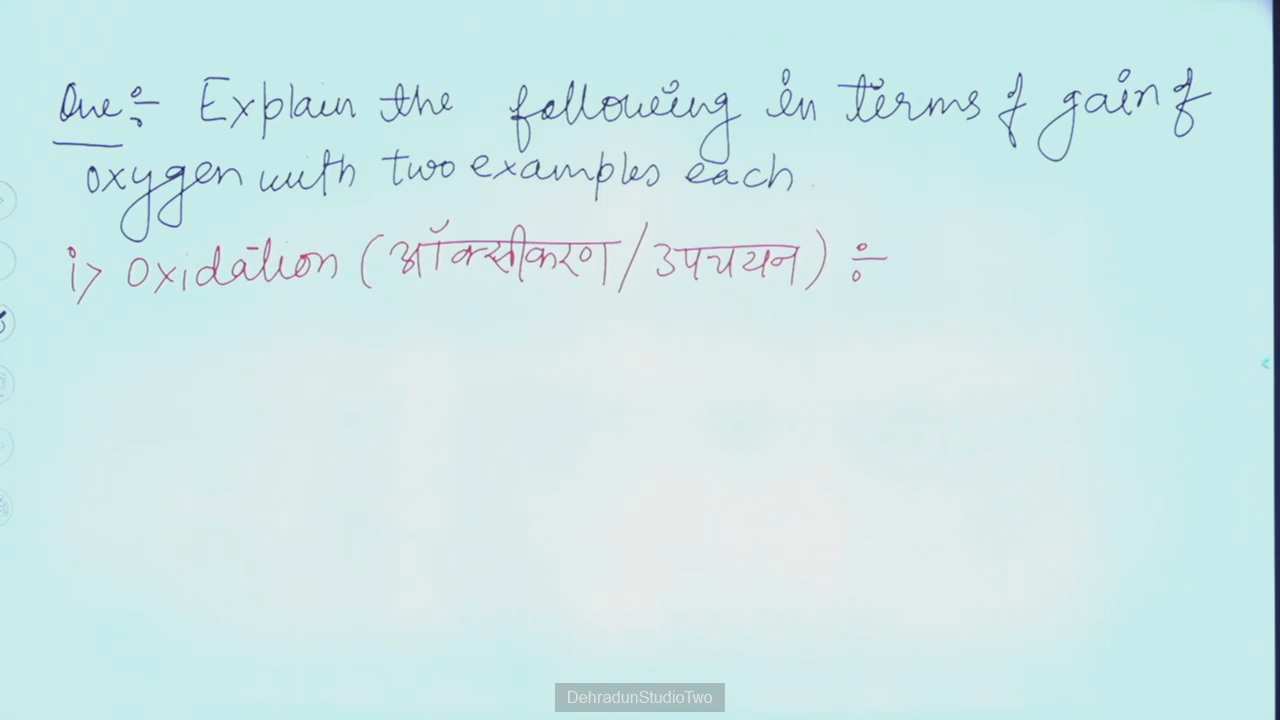 Que:- Explain the following in terms of gain of
oxygen with two examples each
i> Oxidation (ऑक्सीकरण/उपचयन) :-
DehradunStudioTwo